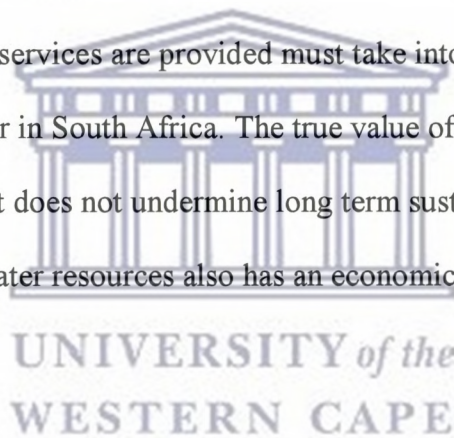 services are provided must take into
r in South Africa. The true value of
t does not undermine long term sust
ater resources also has an economic
UNIVERSITY of the
WESTERN CAPE